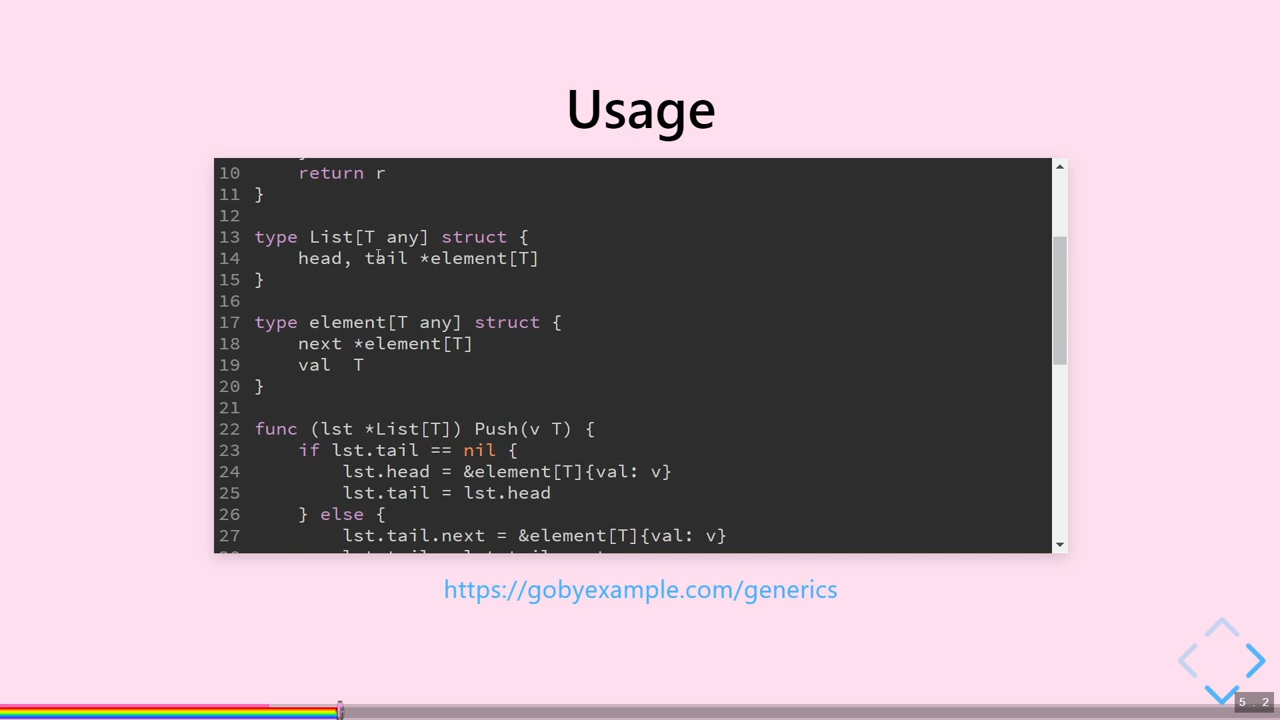 Usage
10     return r
11 }
12
13 type List[T any] struct {
14     head, tail *element[T]
15 }
16
17 type element[T any] struct {
18     next *element[T]
19     val  T
20 }
21
22 func (lst *List[T]) Push(v T) {
23     if lst.tail == nil {
24         lst.head = &element[T]{val: v}
25         lst.tail = lst.head
26     } else {
27         lst.tail.next = &element[T]{val: v}
https://gobyexample.com/generics
5 . 2